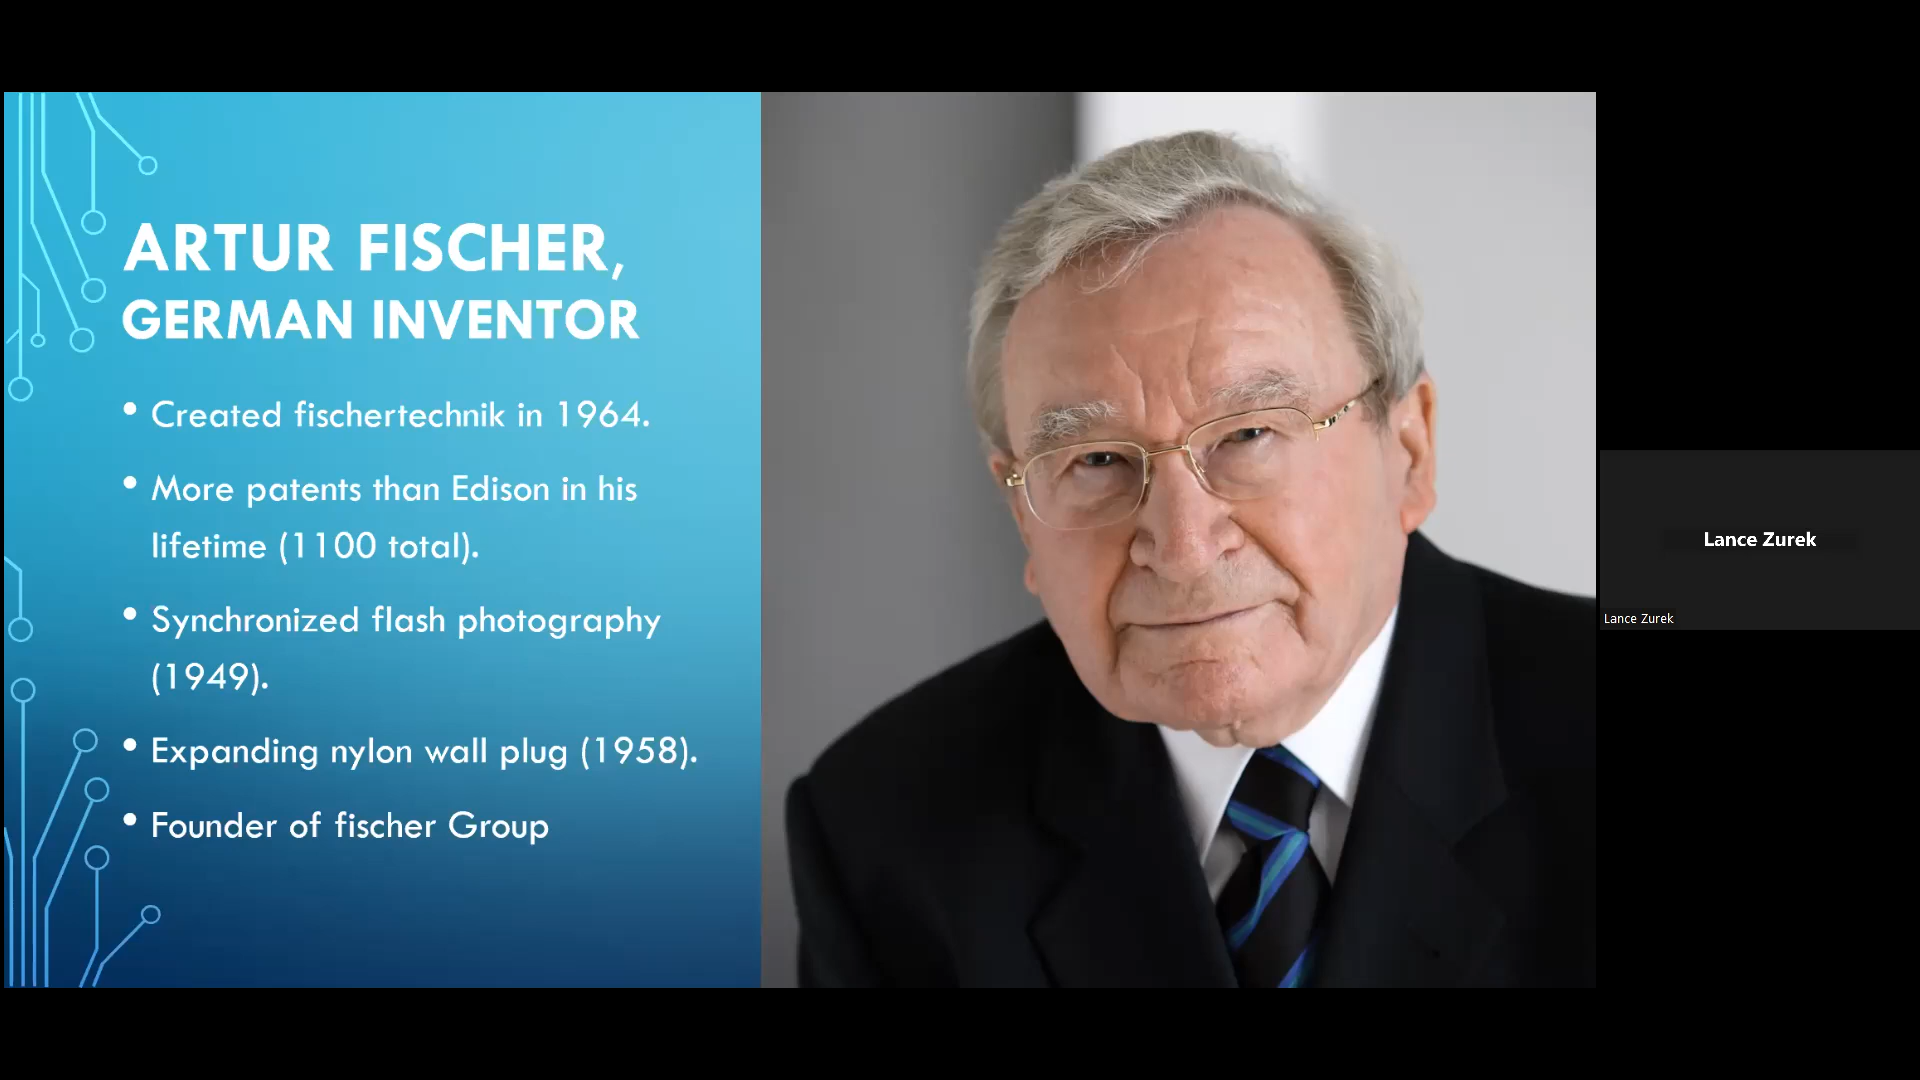 ARTUR FISCHER,
GERMAN INVENTOR
• Created fischertechnik in 1964.
• More patents than Edison in his
lifetime (1100 total).
• Synchronized flash photography
(1949).
• Expanding nylon wall plug (1958).
• Founder of fischer Group
Lance Zurek
Lance Zurek